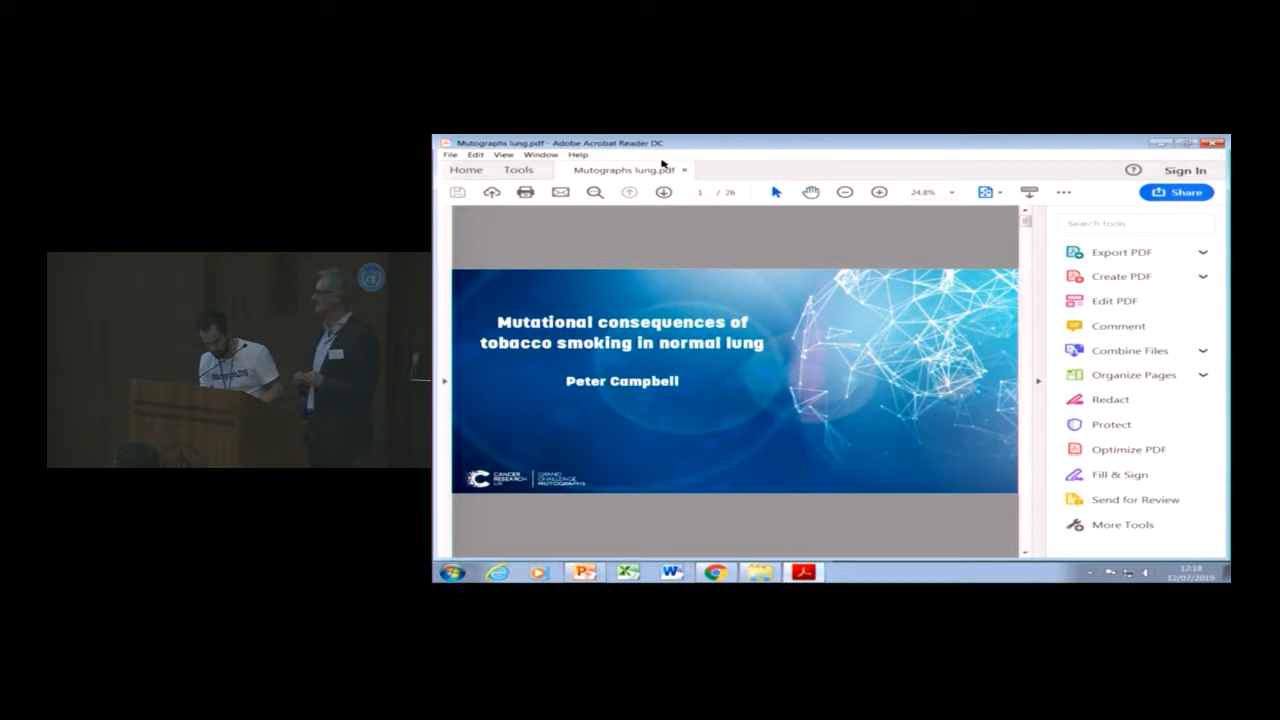 Mutographs lung.pdf - Adobe Acrobat Reader DC
File Edit View Window Help
Home Tools Mutographs lung.pdf × Sign In
1 / 26 24.8% Share
Search tools
Export PDF
Create PDF
Edit PDF
Comment
Combine Files
Organize Pages
Redact
Protect
Optimize PDF
Fill & Sign
Send for Review
More Tools
Mutational consequences of
tobacco smoking in normal lung
Peter Campbell
CANCER
RESEARCH
UK
GRAND
CHALLENGE
MUTOGRAPHS
12:18
12/07/2019